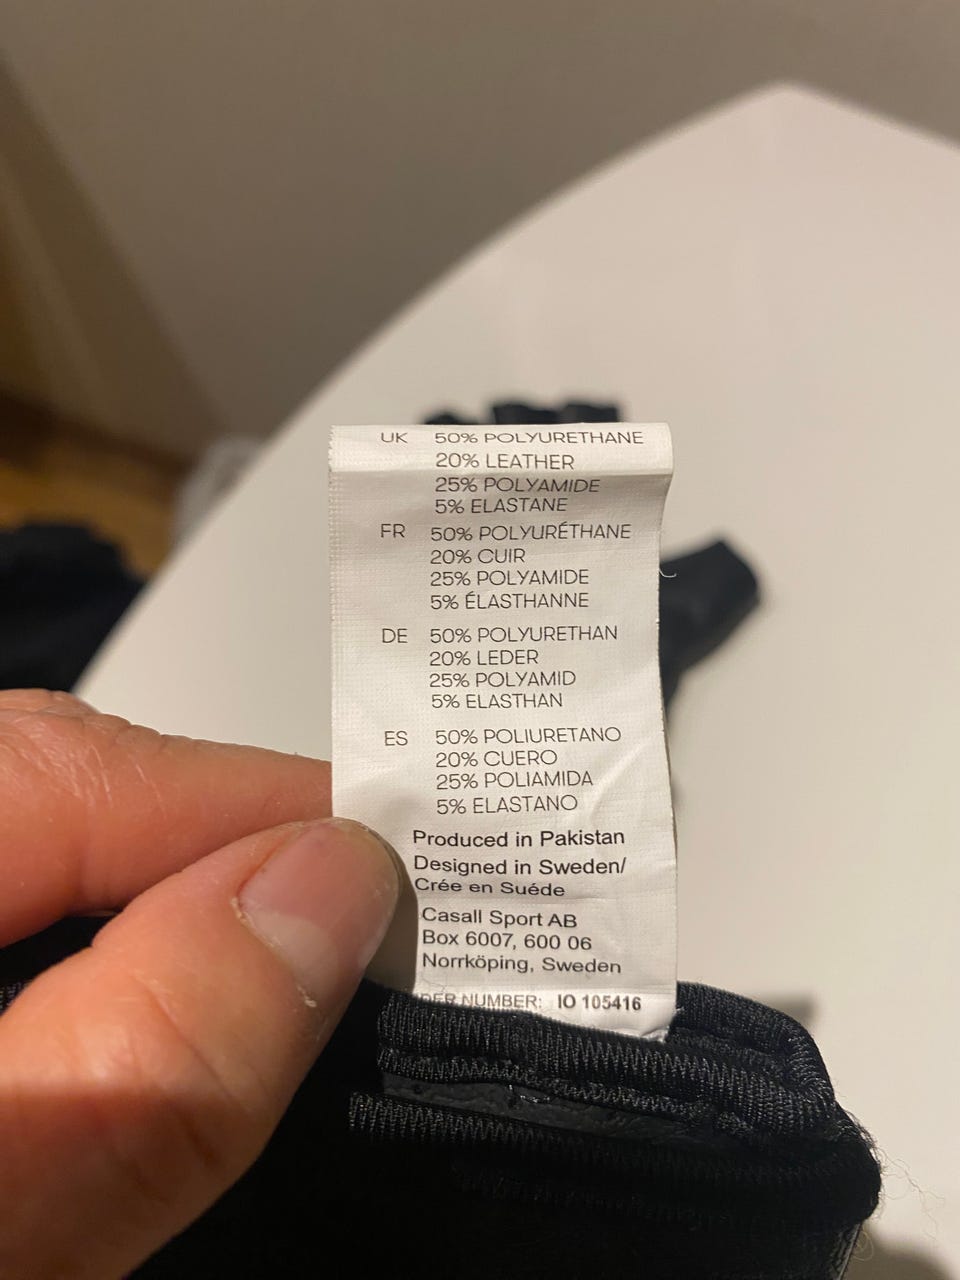 UK 50% POLYURETHANE
20% LEATHER
25% POLYAMIDE
5% ELASTANE
FR 50% POLYURÉTHANE
20% CUIR
25% POLYAMIDE
5% ÉLASTHANNE
DE 50% POLYURETHAN
20% LEDER
25% POLYAMID
5% ELASTHAN
ES 50% POLIURETANO
20% CUERO
25% POLIAMIDA
5% ELASTANO
Produced in Pakistan
Designed in Sweden/
Crée en Suéde
Casall Sport AB
Box 6007, 600 06
Norrköping, Sweden
NUMBER: IO 105416